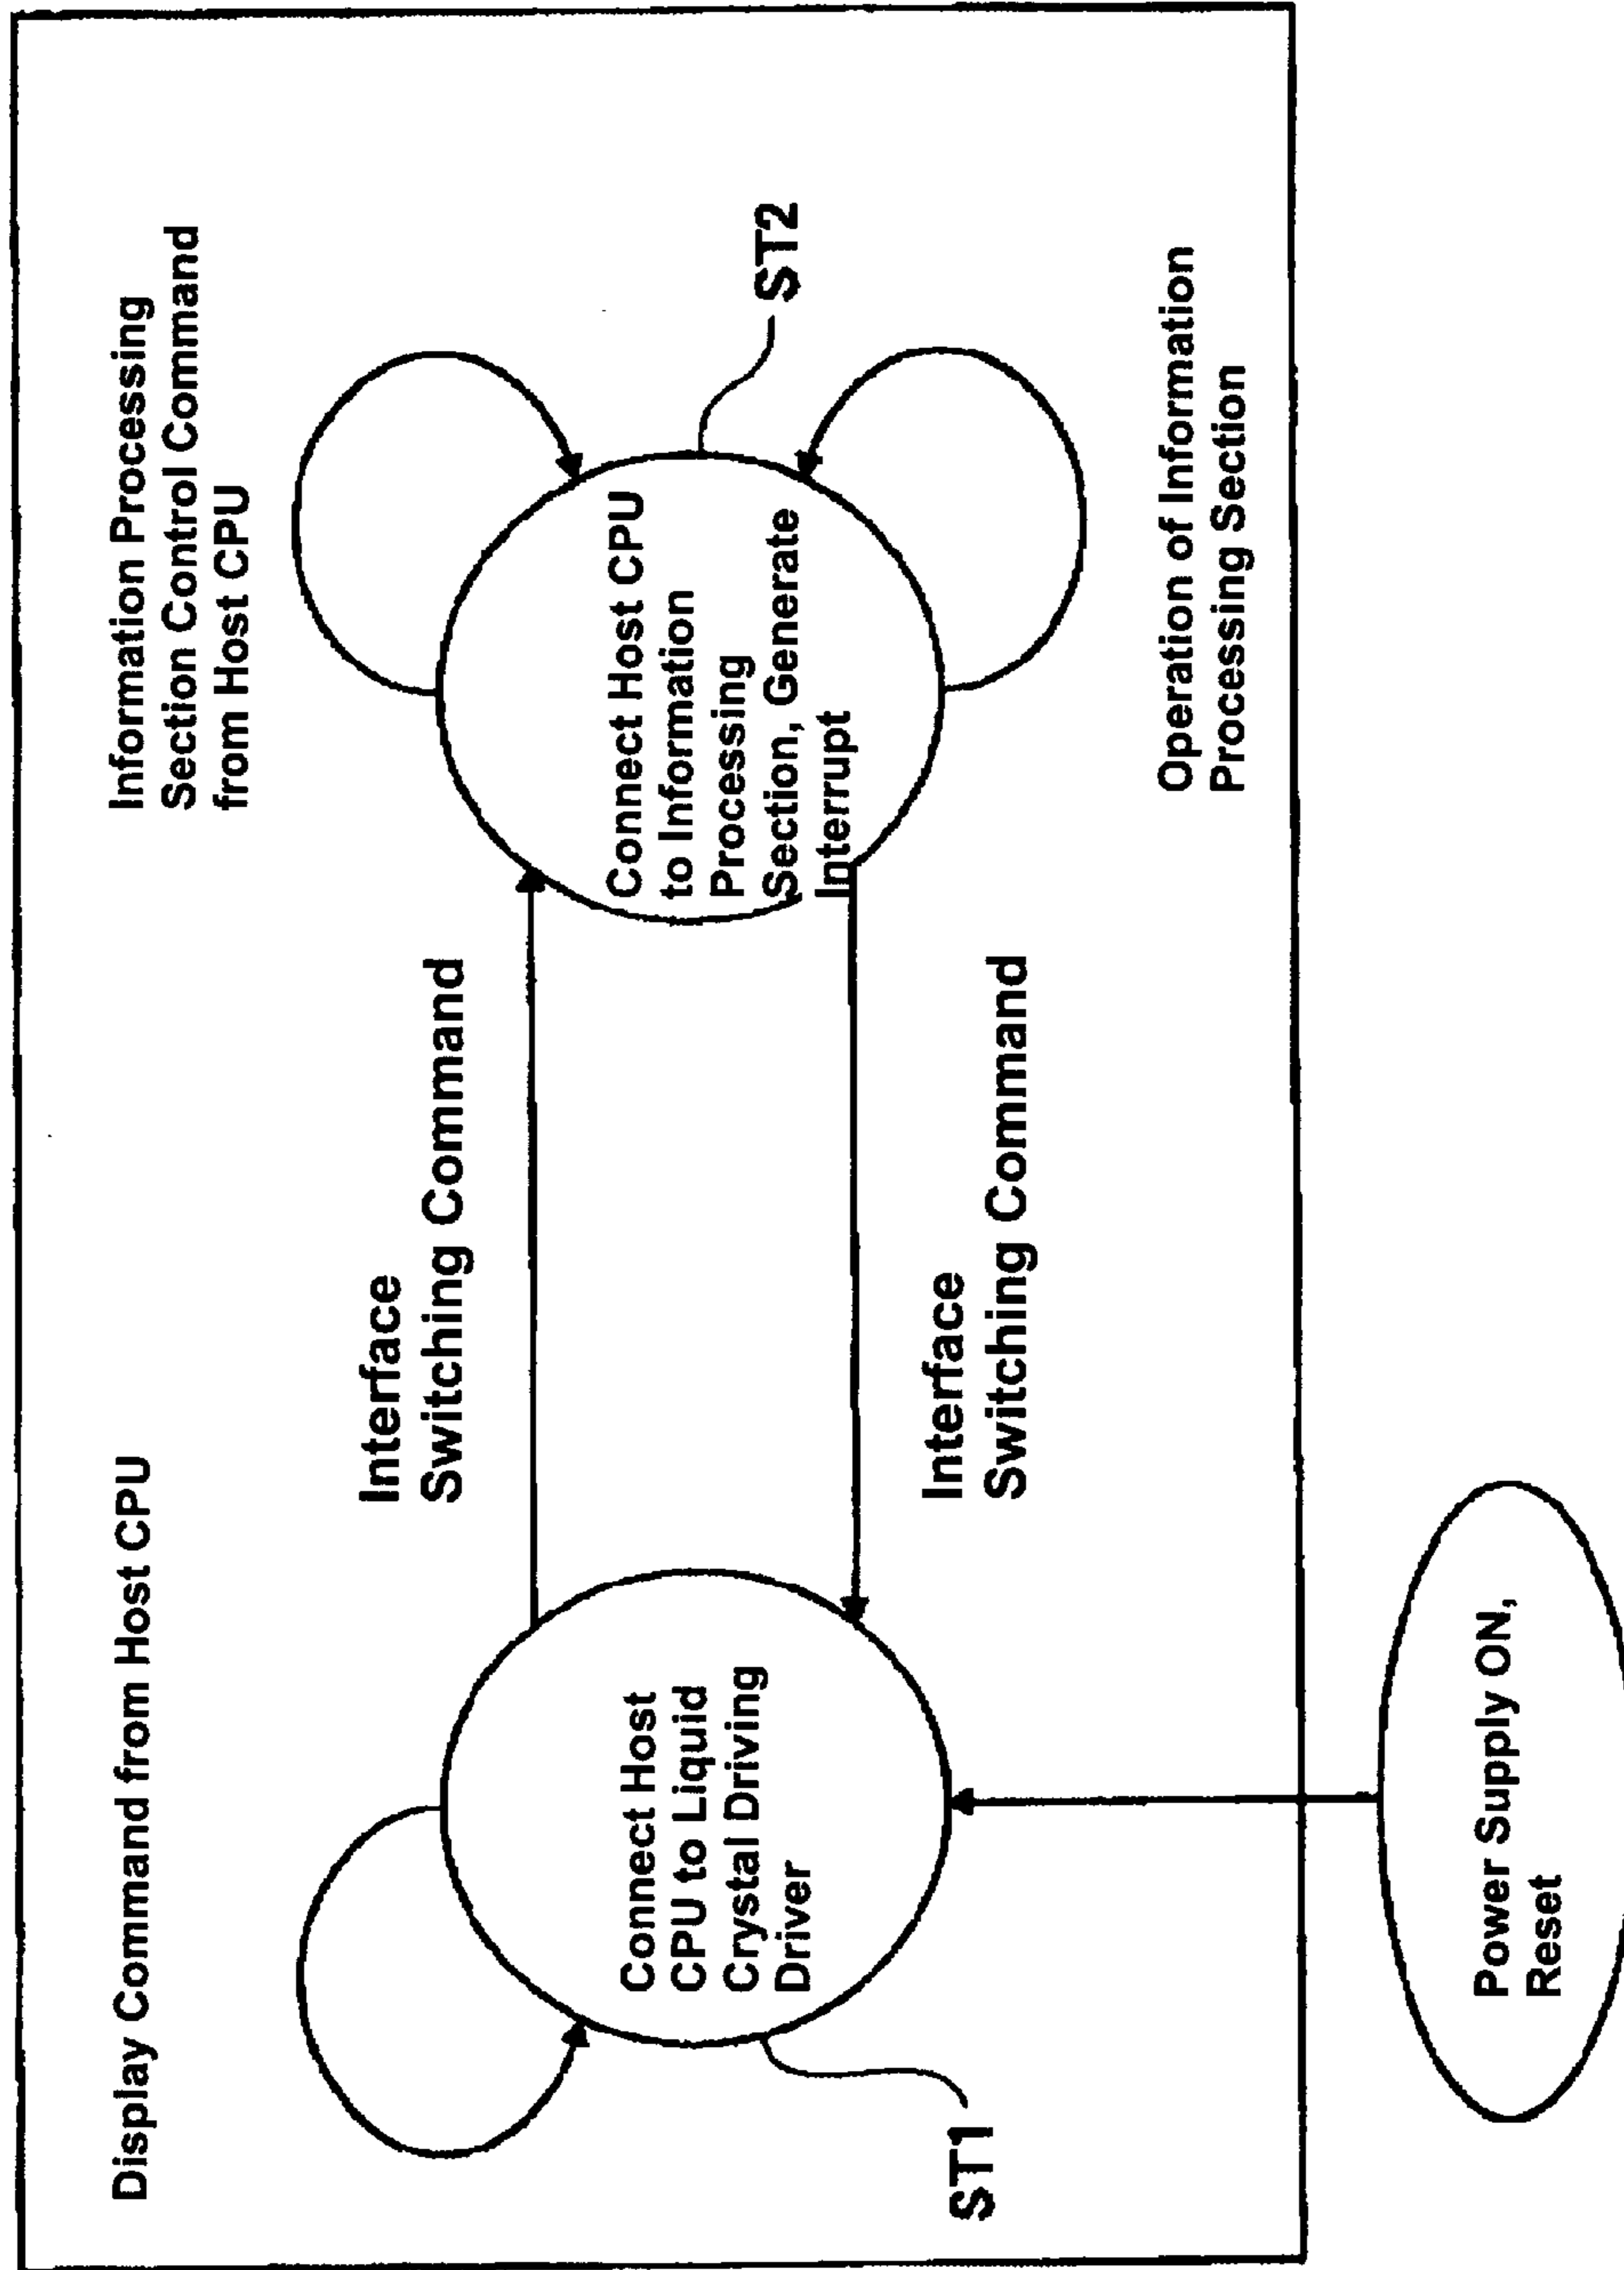 Display Command from Host CPU
Information Processing
Section Control Command
from Host CPU
Interface
Switching Command
Connect Host
CPU to Liquid
Crystal Driving
Driver
Connect Host CPU
to Information
Processing
Section, Generate
Interrupt
ST2
ST1
Interface
Switching Command
Operation of Information
Processing Section
Power Supply ON,
Reset